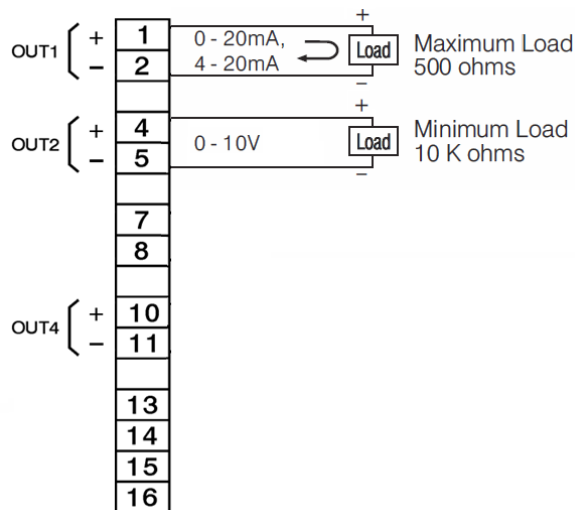 OUT1
+
−
1
2
0 - 20mA,
4 - 20mA
+
Load
−
Maximum Load
500 ohms
OUT2
+
−
4
5
0 - 10V
+
Load
−
Minimum Load
10 K ohms
7
8
OUT4
+
−
10
11
13
14
15
16